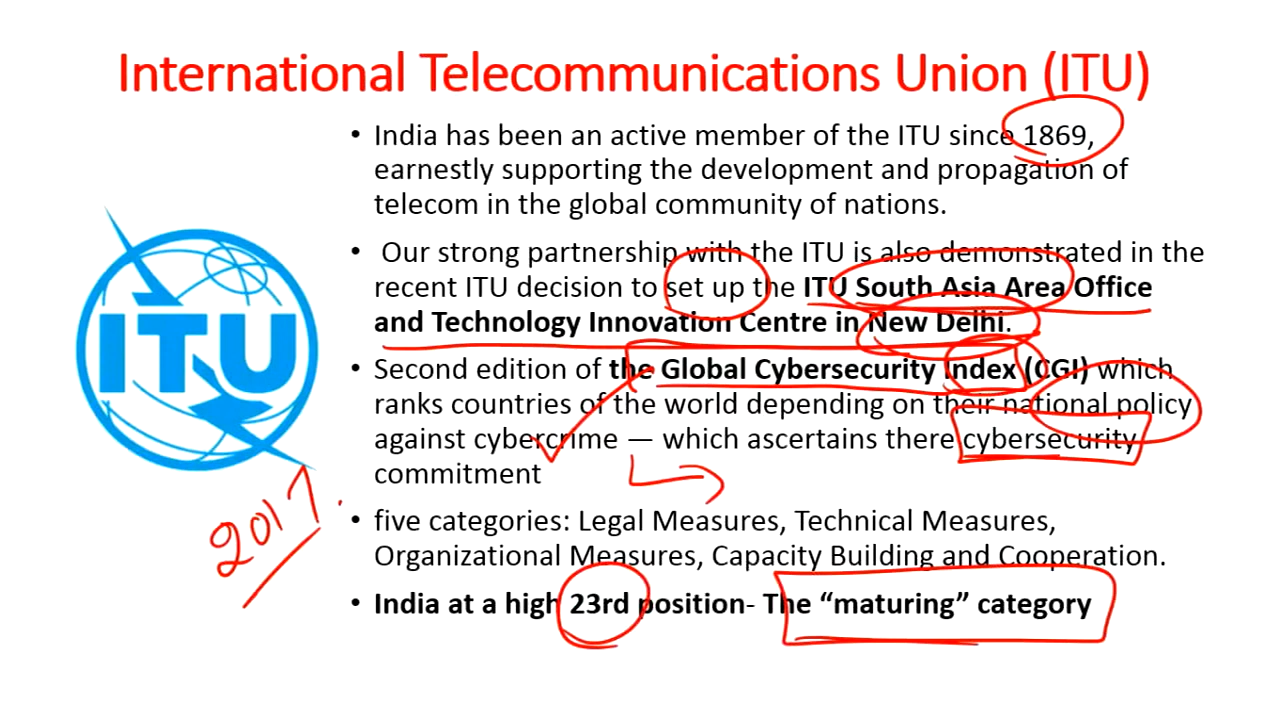 International Telecommunications Union (ITU)
• India has been an active member of the ITU since 1869,
earnestly supporting the development and propagation of
telecom in the global community of nations.
• Our strong partnership with the ITU is also demonstrated in the
recent ITU decision to set up the ITU South Asia Area Office
and Technology Innovation Centre in New Delhi.
• Second edition of the Global Cybersecurity Index (CGI) which
ranks countries of the world depending on their national policy
against cybercrime — which ascertains there cybersecurity
commitment
• five categories: Legal Measures, Technical Measures,
Organizational Measures, Capacity Building and Cooperation.
• India at a high 23rd position- The “maturing” category
ITU
2017